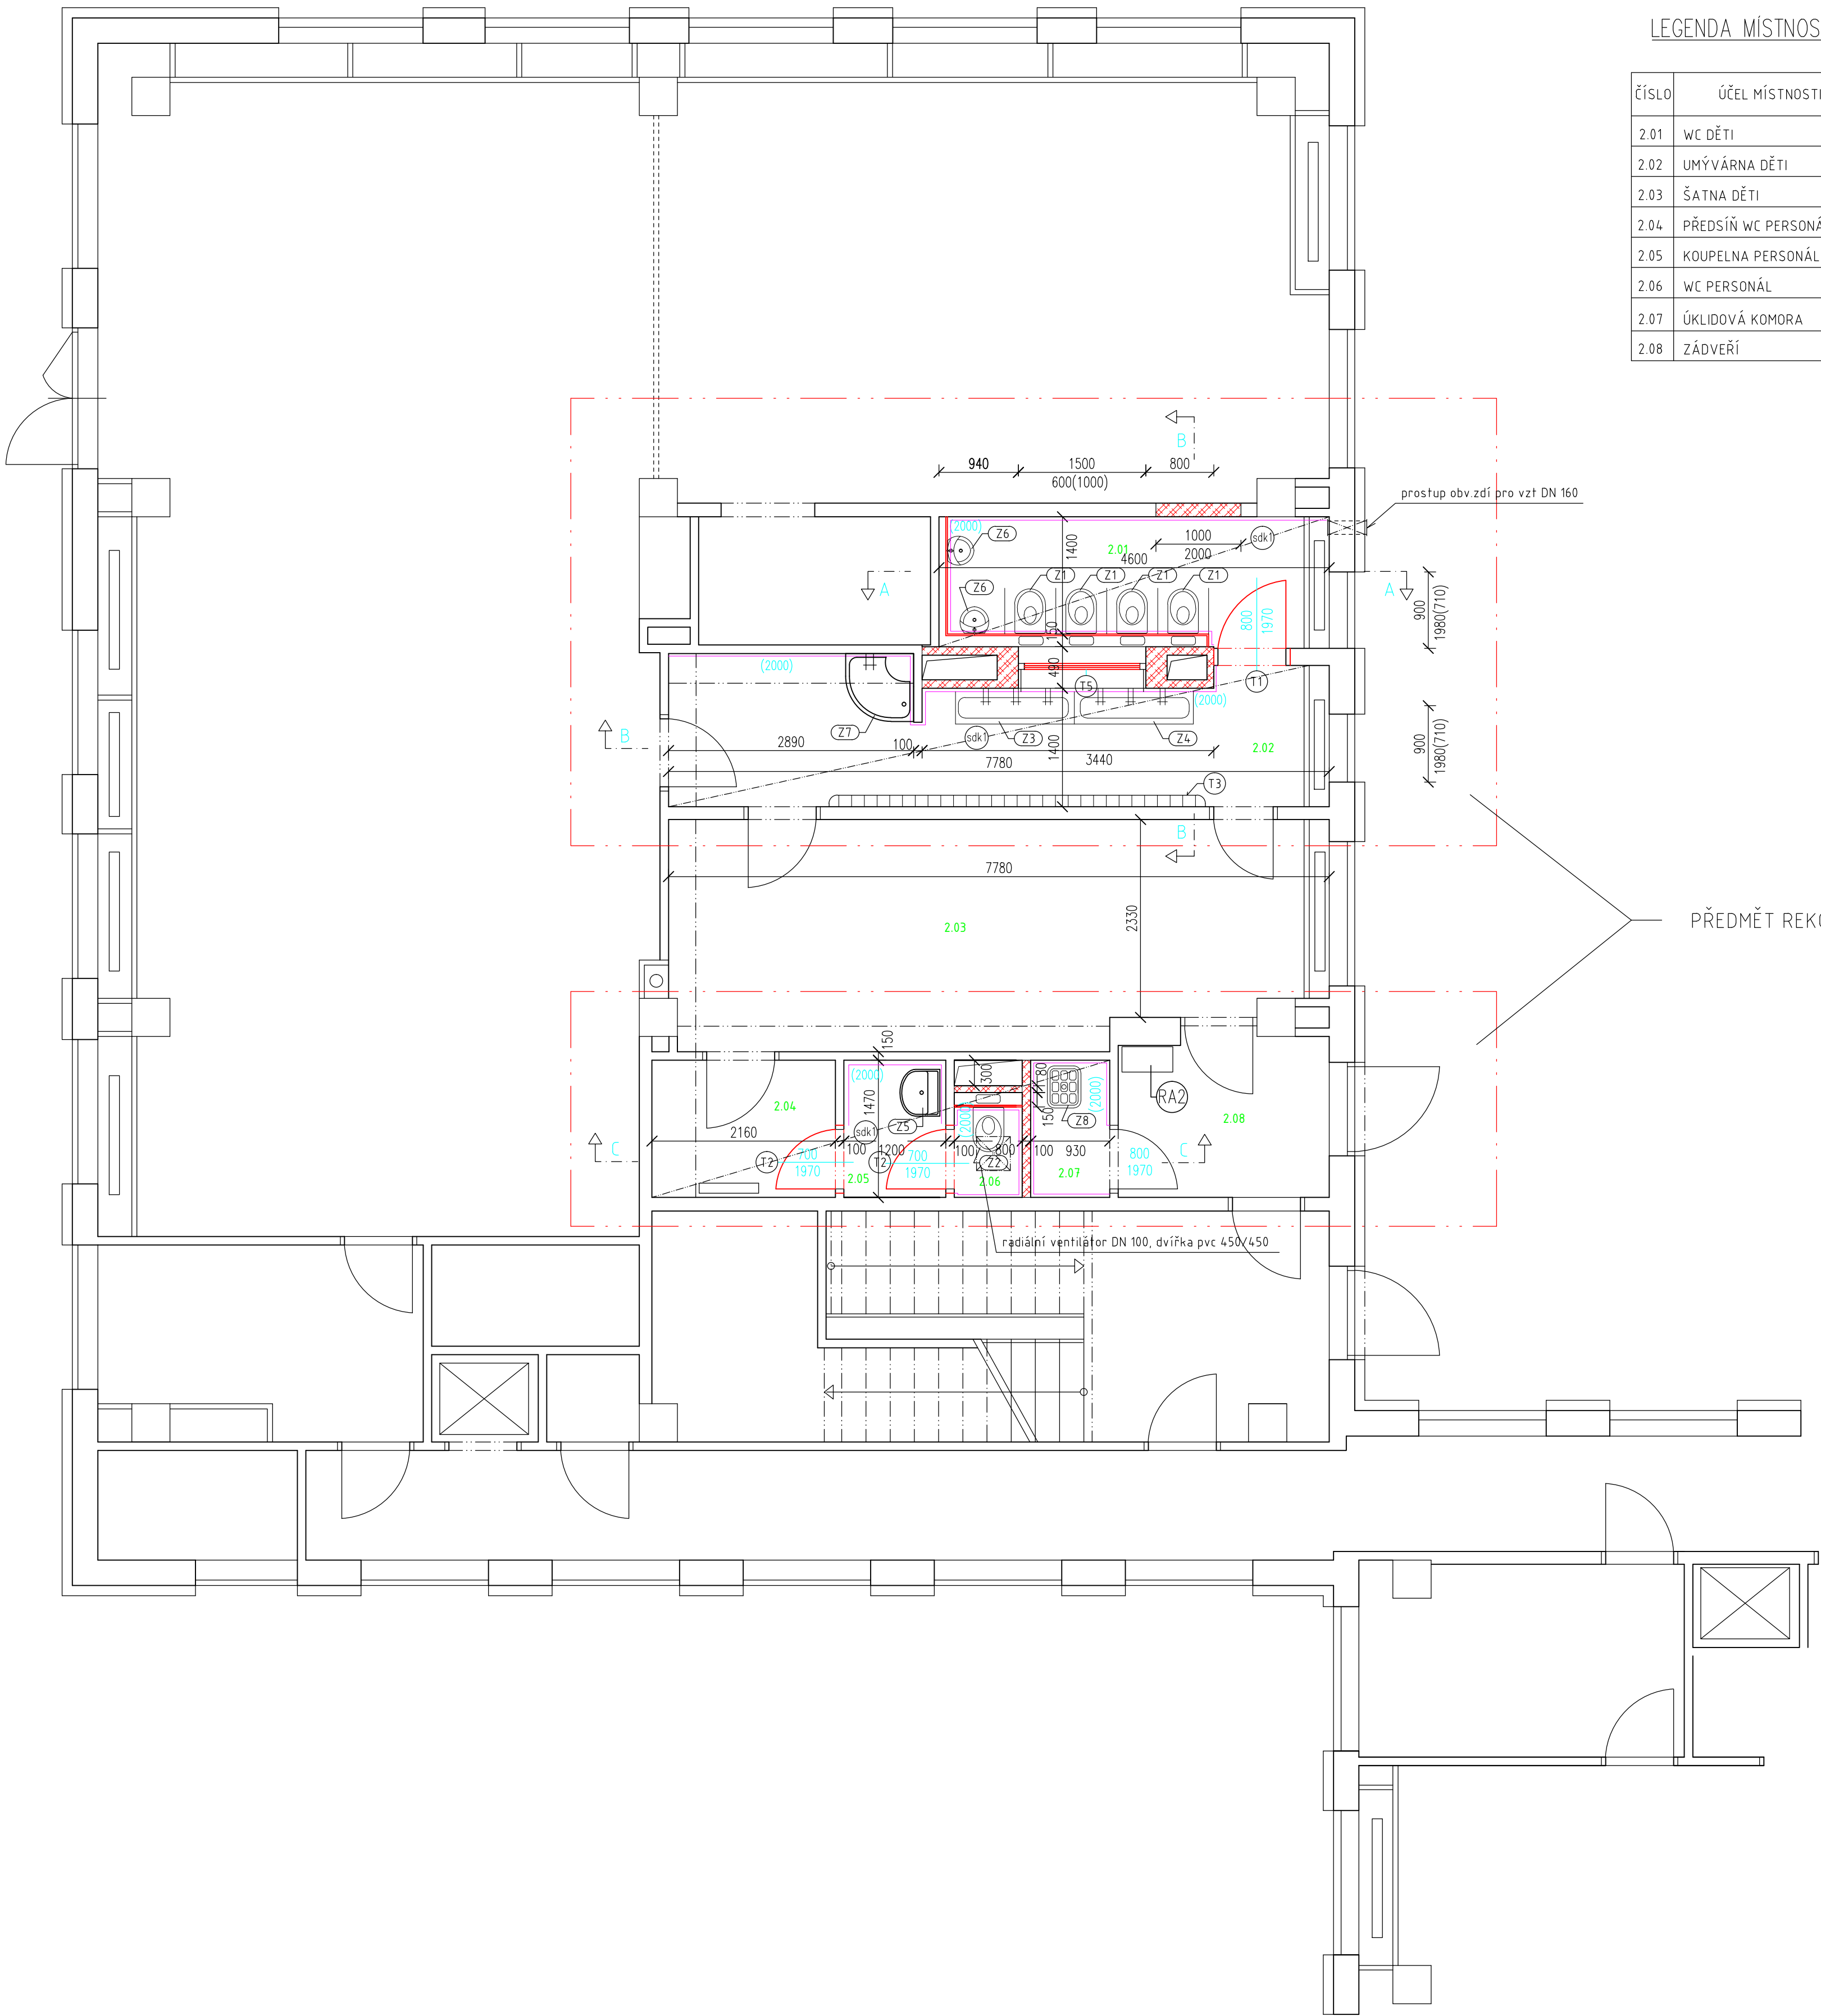 LEGENDA MÍSTNOS
ČÍSLO ÚČEL MÍSTNOSTI
2.01 WC DĚTI
2.02 UMÝVÁRNA DĚTI
2.03 ŠATNA DĚTI
2.04 PŘEDSÍŇ WC PERSONÁ
2.05 KOUPELNA PERSONÁL
2.06 WC PERSONÁL
2.07 ÚKLIDOVÁ KOMORA
2.08 ZÁDVEŘÍ
B
940 1500 800
600(1000)
prostup obv.zdí pro vzt DN 160
(2000) Z6 1400 2.01 1000 sdk1
4600 2000
A Z6 Z1 Z1 Z1 Z1 A
800
1970
900
1980(710)
150
490
(2000) T5 T1
(2000)
B Z7 sdk1 Z3 Z4
2890 100 1400 3440 2.02
7780
900
1980(710)
T3
B
7780
2.03 2330
PŘEDMĚT REKO
150
(2000) 300 180 (2000)
1470 RA2
2.04 Z5 (2000) 150 Z8 2.08
C 2160 sdk1 C
100 1200 100 800 100 930
T2 700
1970
T2 700
1970
Z2
800
1970
2.05 2.06 2.07
radiální ventilátor DN 100, dvířka pvc 450/450